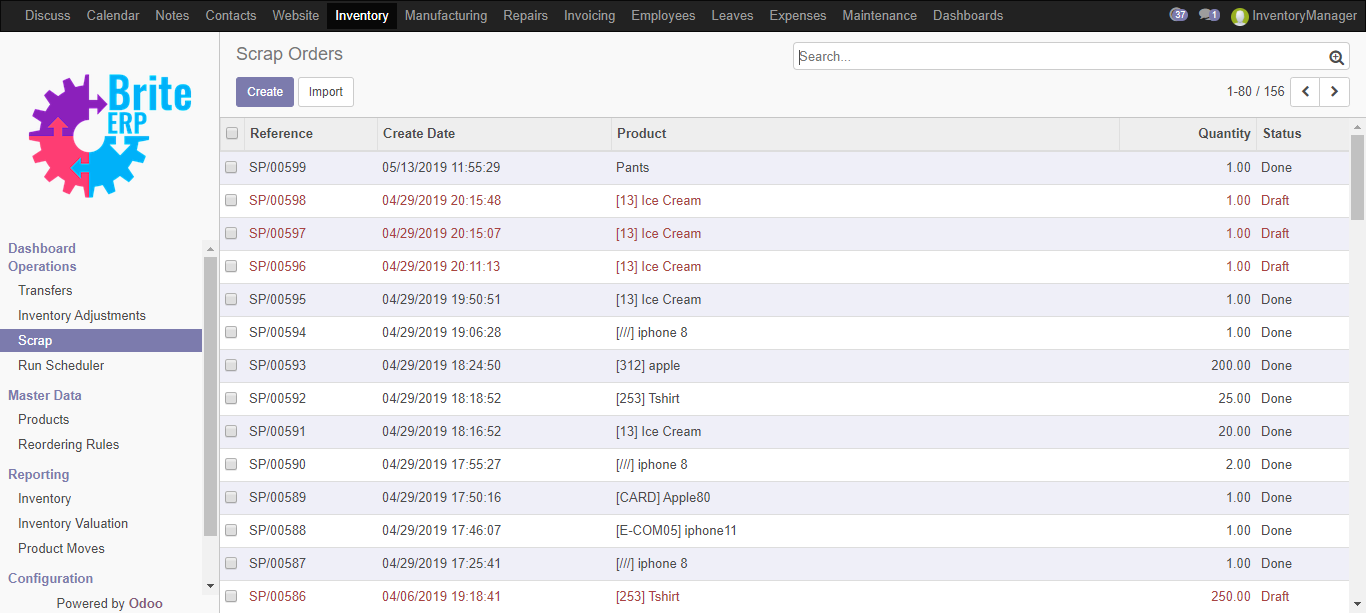 Discuss Calendar Notes Contacts Website Inventory Manufacturing Repairs Invoicing Employees Leaves Expenses Maintenance Dashboards 37 1 InventoryManager
Brite
ERP
Dashboard
Operations
Transfers
Inventory Adjustments
Scrap
Run Scheduler
Master Data
Products
Reordering Rules
Reporting
Inventory
Inventory Valuation
Product Moves
Configuration
Powered by Odoo
Scrap Orders
Search...
Create Import
1-80 / 156
Reference Create Date Product Quantity Status
SP/00599 05/13/2019 11:55:29 Pants 1.00 Done
SP/00598 04/29/2019 20:15:48 [13] Ice Cream 1.00 Draft
SP/00597 04/29/2019 20:15:07 [13] Ice Cream 1.00 Draft
SP/00596 04/29/2019 20:11:13 [13] Ice Cream 1.00 Draft
SP/00595 04/29/2019 19:50:51 [13] Ice Cream 1.00 Done
SP/00594 04/29/2019 19:06:28 [///] iphone 8 1.00 Done
SP/00593 04/29/2019 18:24:50 [312] apple 200.00 Done
SP/00592 04/29/2019 18:18:52 [253] Tshirt 25.00 Done
SP/00591 04/29/2019 18:16:52 [13] Ice Cream 20.00 Done
SP/00590 04/29/2019 17:55:27 [///] iphone 8 2.00 Done
SP/00589 04/29/2019 17:50:16 [CARD] Apple80 1.00 Done
SP/00588 04/29/2019 17:46:07 [E-COM05] iphone11 1.00 Done
SP/00587 04/29/2019 17:25:41 [///] iphone 8 1.00 Done
SP/00586 04/06/2019 19:18:41 [253] Tshirt 250.00 Draft